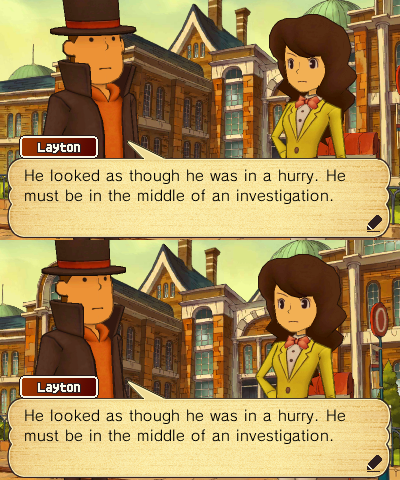 Layton
He looked as though he was in a hurry. He
must be in the middle of an investigation.
Layton
He looked as though he was in a hurry. He
must be in the middle of an investigation.